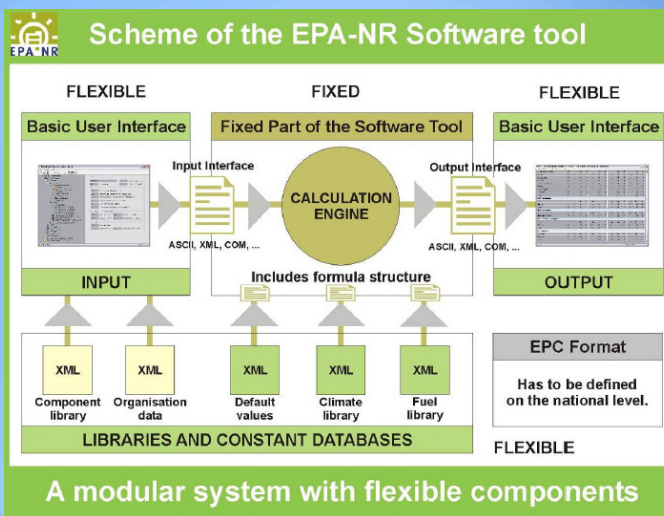 EPA-NR
Scheme of the EPA-NR Software tool
FLEXIBLE
FIXED
FLEXIBLE
Basic User Interface
Fixed Part of the Software Tool
Basic User Interface
Input Interface
Output Interface
CALCULATION
ENGINE
ASCII, XML, COM, ...
ASCII, XML, COM, ...
INPUT
Includes formula structure
OUTPUT
XML
XML
XML
XML
XML
Component
library
Organisation
data
Default
values
Climate
library
Fuel
library
LIBRARIES AND CONSTANT DATABASES
EPC Format
Has to be defined
on the national level.
FLEXIBLE
A modular system with flexible components